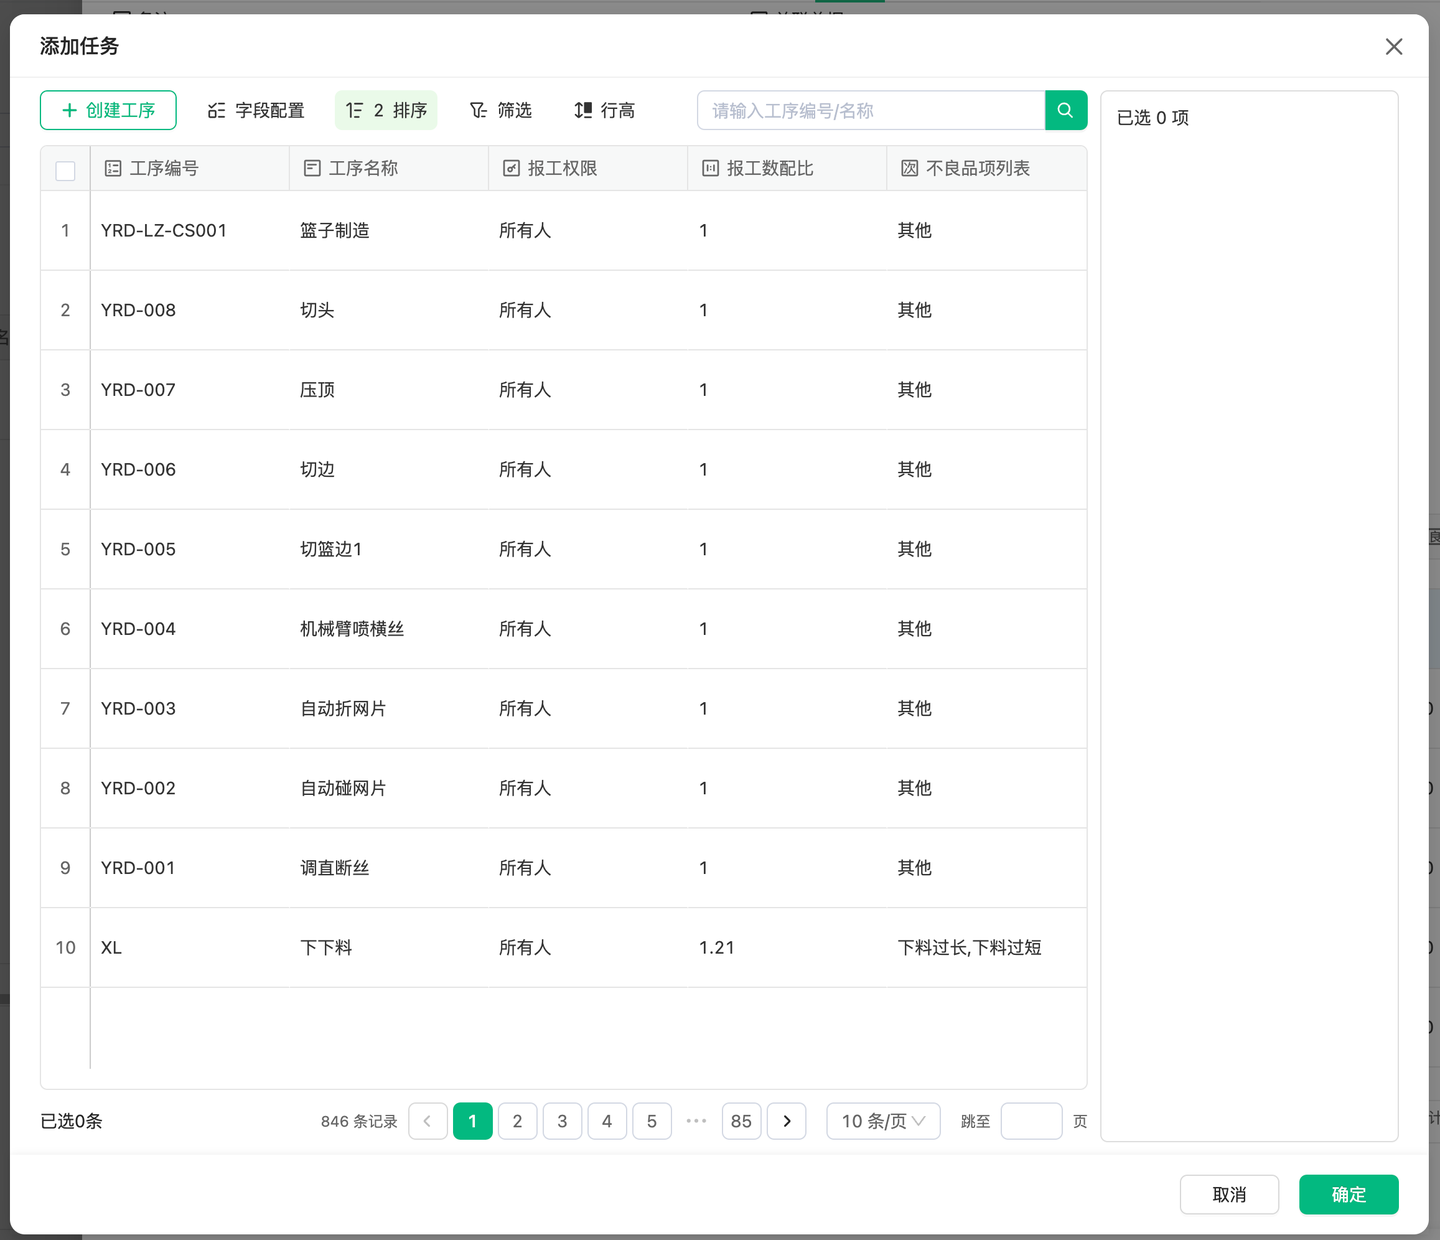 添加任务
创建工序 字段配置 2 排序 筛选 行高 请输入工序编号/名称
已选 0 项
工序编号 工序名称 报工权限 报工数配比 不良品项列表
1 YRD-LZ-CS001 篮子制造 所有人 1 其他
2 YRD-008 切头 所有人 1 其他
3 YRD-007 压顶 所有人 1 其他
4 YRD-006 切边 所有人 1 其他
5 YRD-005 切篮边1 所有人 1 其他
6 YRD-004 机械臂喷横丝 所有人 1 其他
7 YRD-003 自动折网片 所有人 1 其他
8 YRD-002 自动碰网片 所有人 1 其他
9 YRD-001 调直断丝 所有人 1 其他
10 XL 下下料 所有人 1.21 下料过长,下料过短
已选0条 846 条记录 1 2 3 4 5 ••• 85 10 条/页 跳至 页
取消 确定